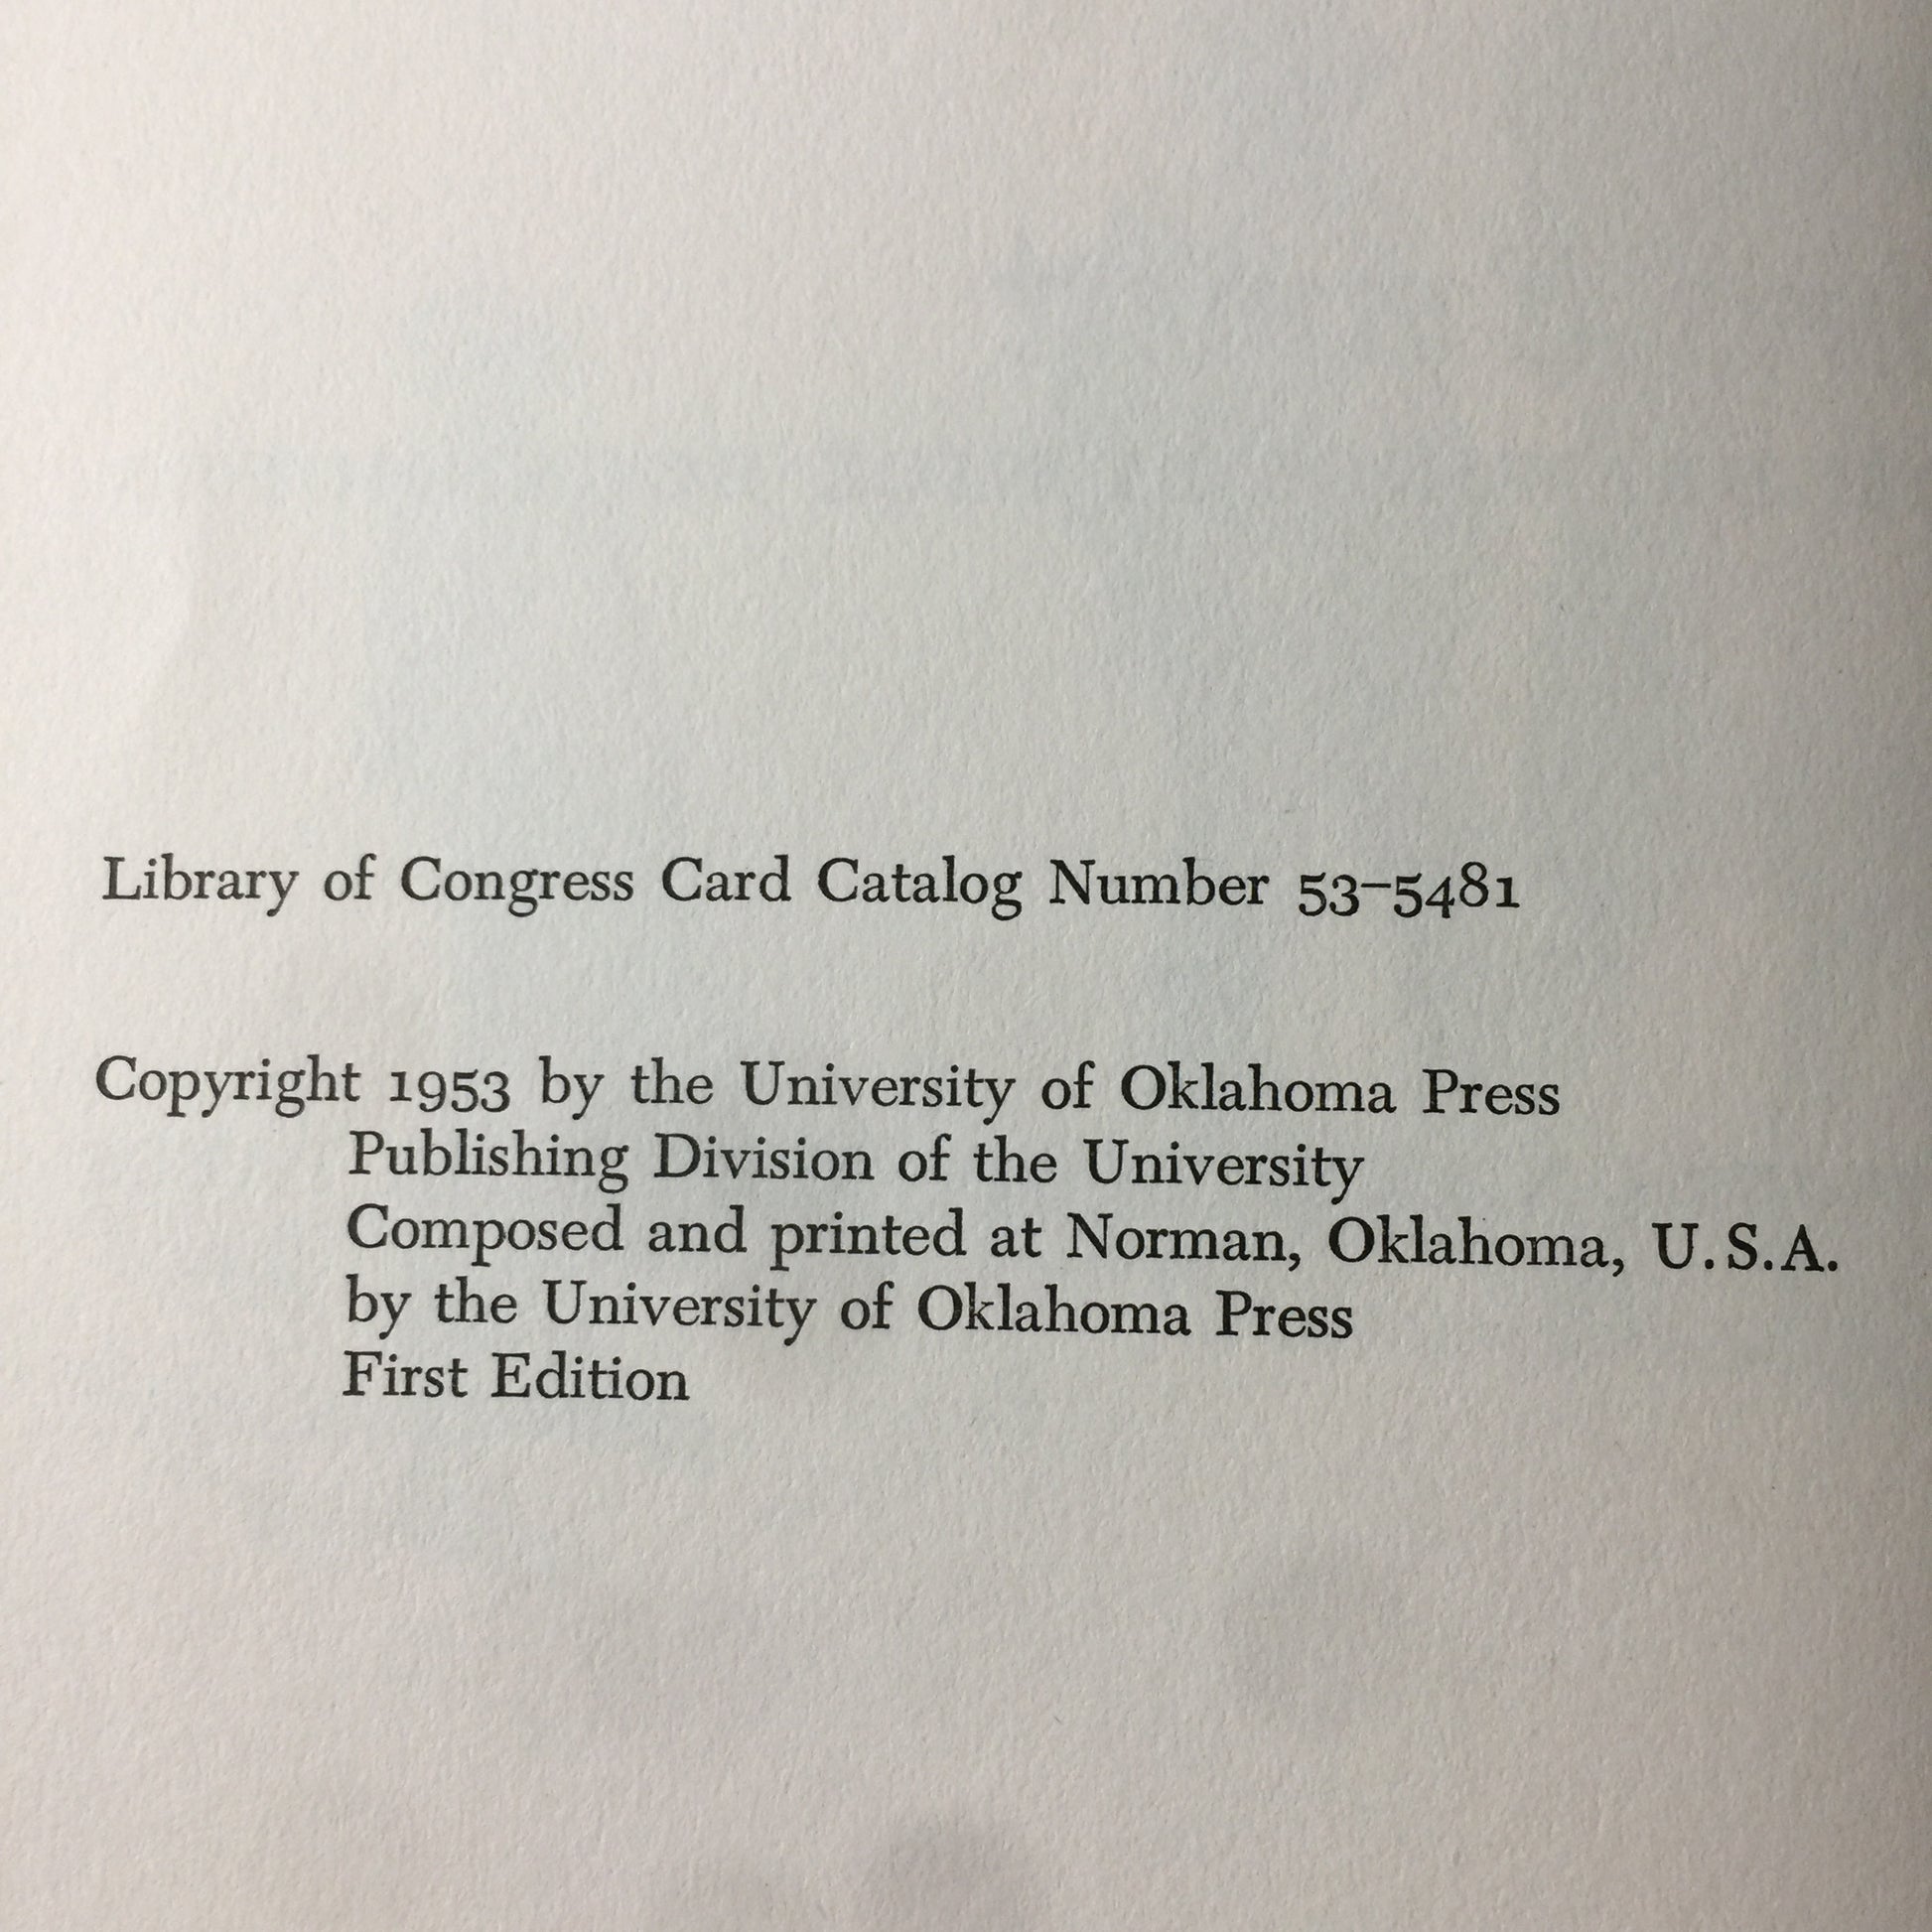 Library of Congress Card Catalog Number 53–5481
Copyright 1953 by the University of Oklahoma Press
Publishing Division of the University
Composed and printed at Norman, Oklahoma, U.S.A.
by the University of Oklahoma Press
First Edition